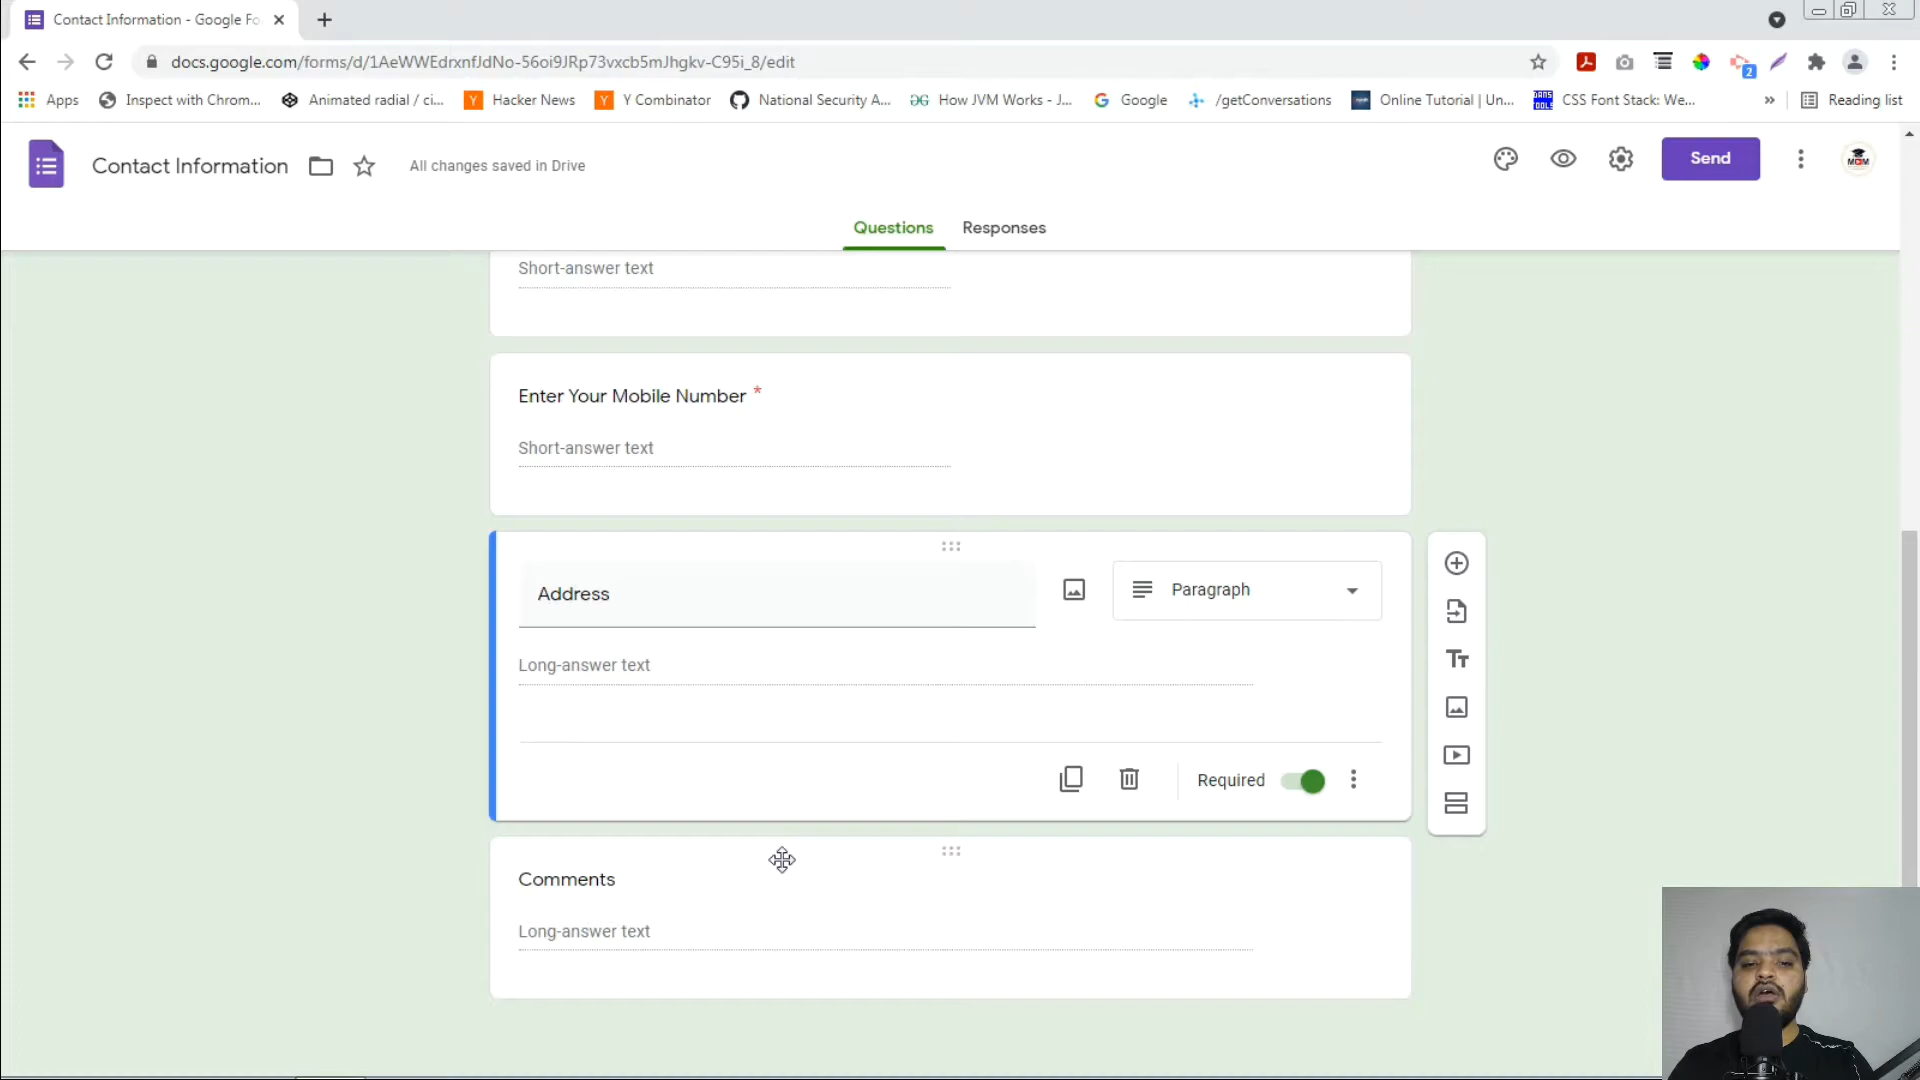 Contact Information - Google Fo
docs.google.com/forms/d/1AeWWEdrxnfJdNo-56oi9JRp73vxcb5mJhgkv-C95i_8/edit
2
Apps
Inspect with Chrom...
Animated radial / ci...
Hacker News
Y Combinator
National Security A...
How JVM Works - J...
Google
/getConversations
Online Tutorial | Un...
CSS Font Stack: We...
»
Reading list
Contact Information
All changes saved in Drive
Send
Questions
Responses
Short-answer text
Enter Your Mobile Number *
Short-answer text
Address
Paragraph
Long-answer text
Required
Comments
Long-answer text